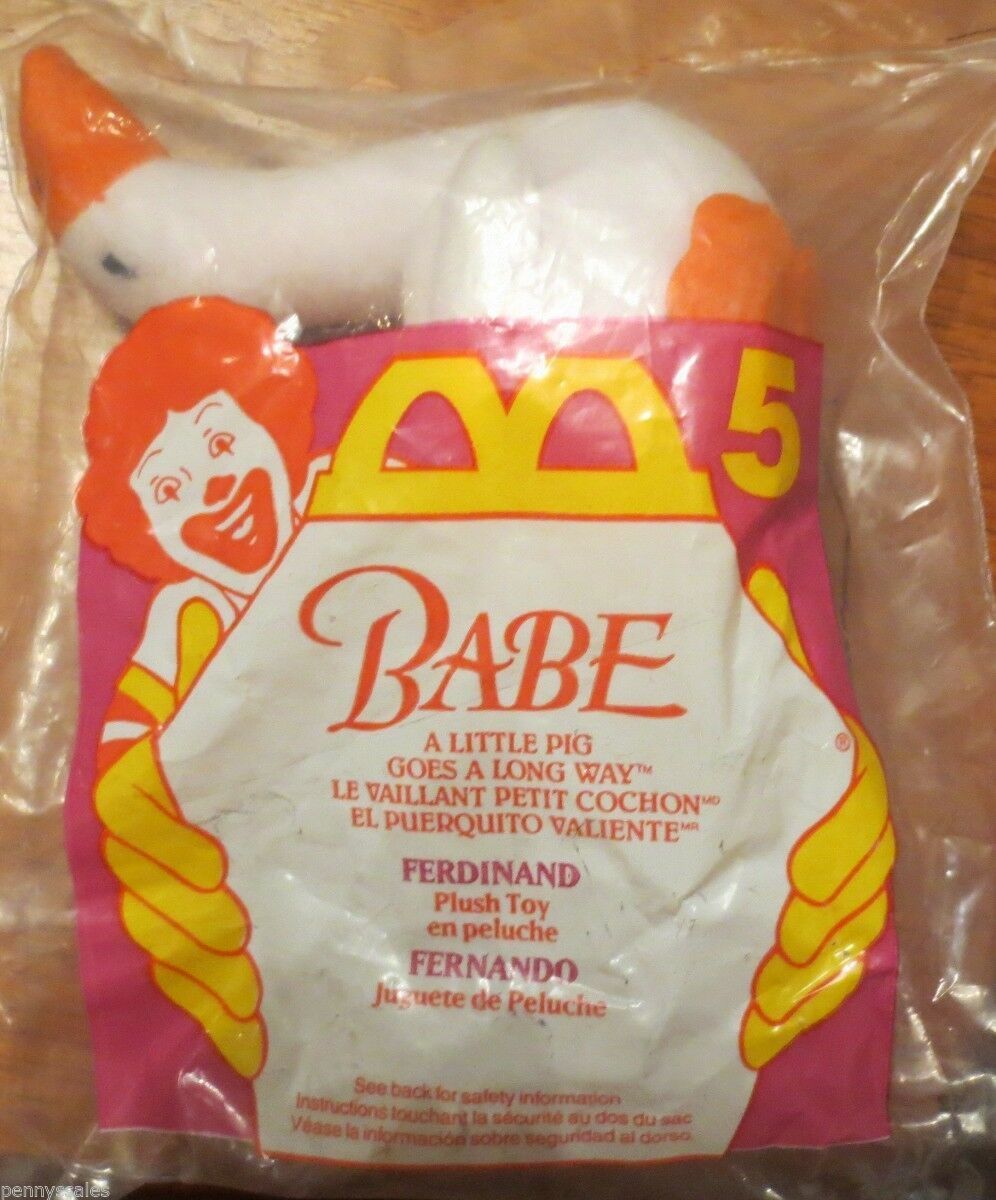 5
BABE
A LITTLE PIG
GOES A LONG WAY™
LE VAILLANT PETIT COCHON MD
EL PUERQUITO VALIENTE MR
®
FERDINAND
Plush Toy
en peluche
FERNANDO
Juguete de Peluche
See back for safety information
Instructions touchant la sécurité au dos du sac
Véase la información sobre seguridad al dorso
pennyssales